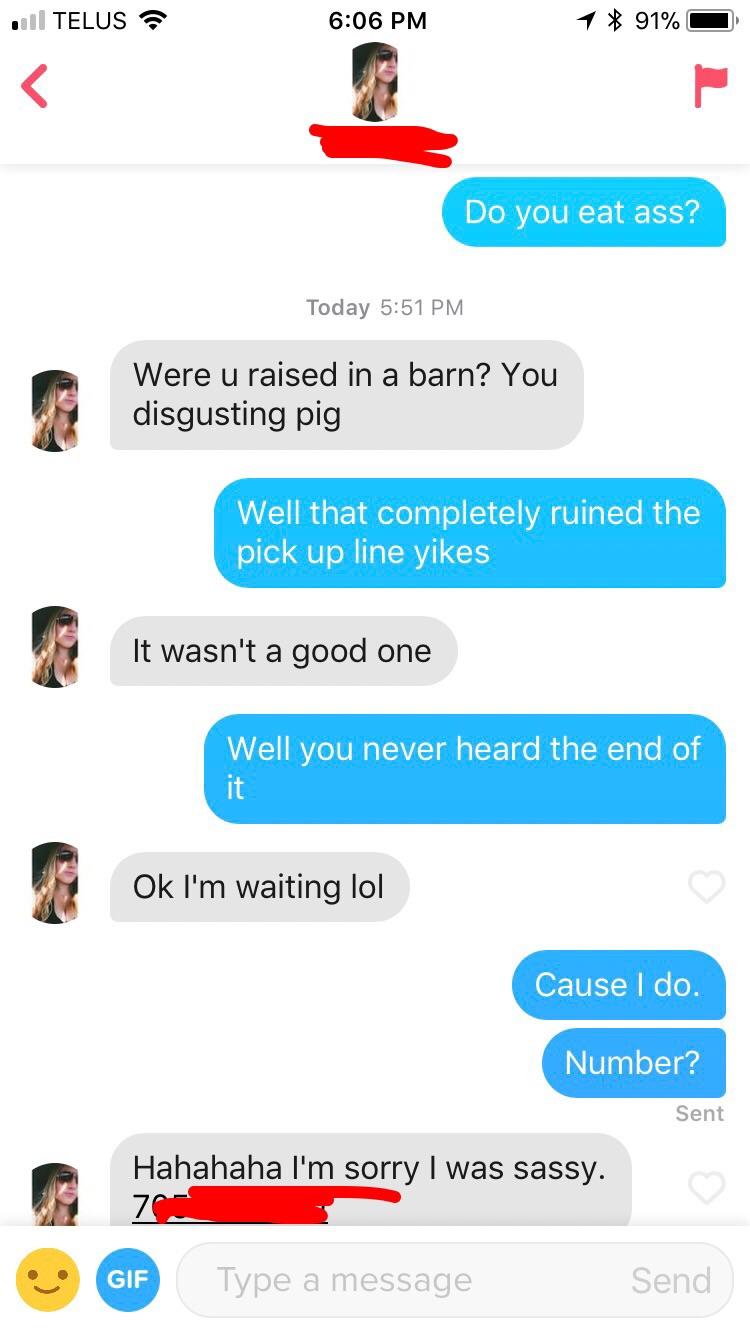 TELUS 6:06 PM 91%
Do you eat ass?
Today 5:51 PM
Were u raised in a barn? You
disgusting pig
Well that completely ruined the
pick up line yikes
It wasn't a good one
Well you never heard the end of
it
Ok I'm waiting lol
Cause I do.
Number?
Sent
Hahahaha I'm sorry I was sassy.
GIF Type a message Send